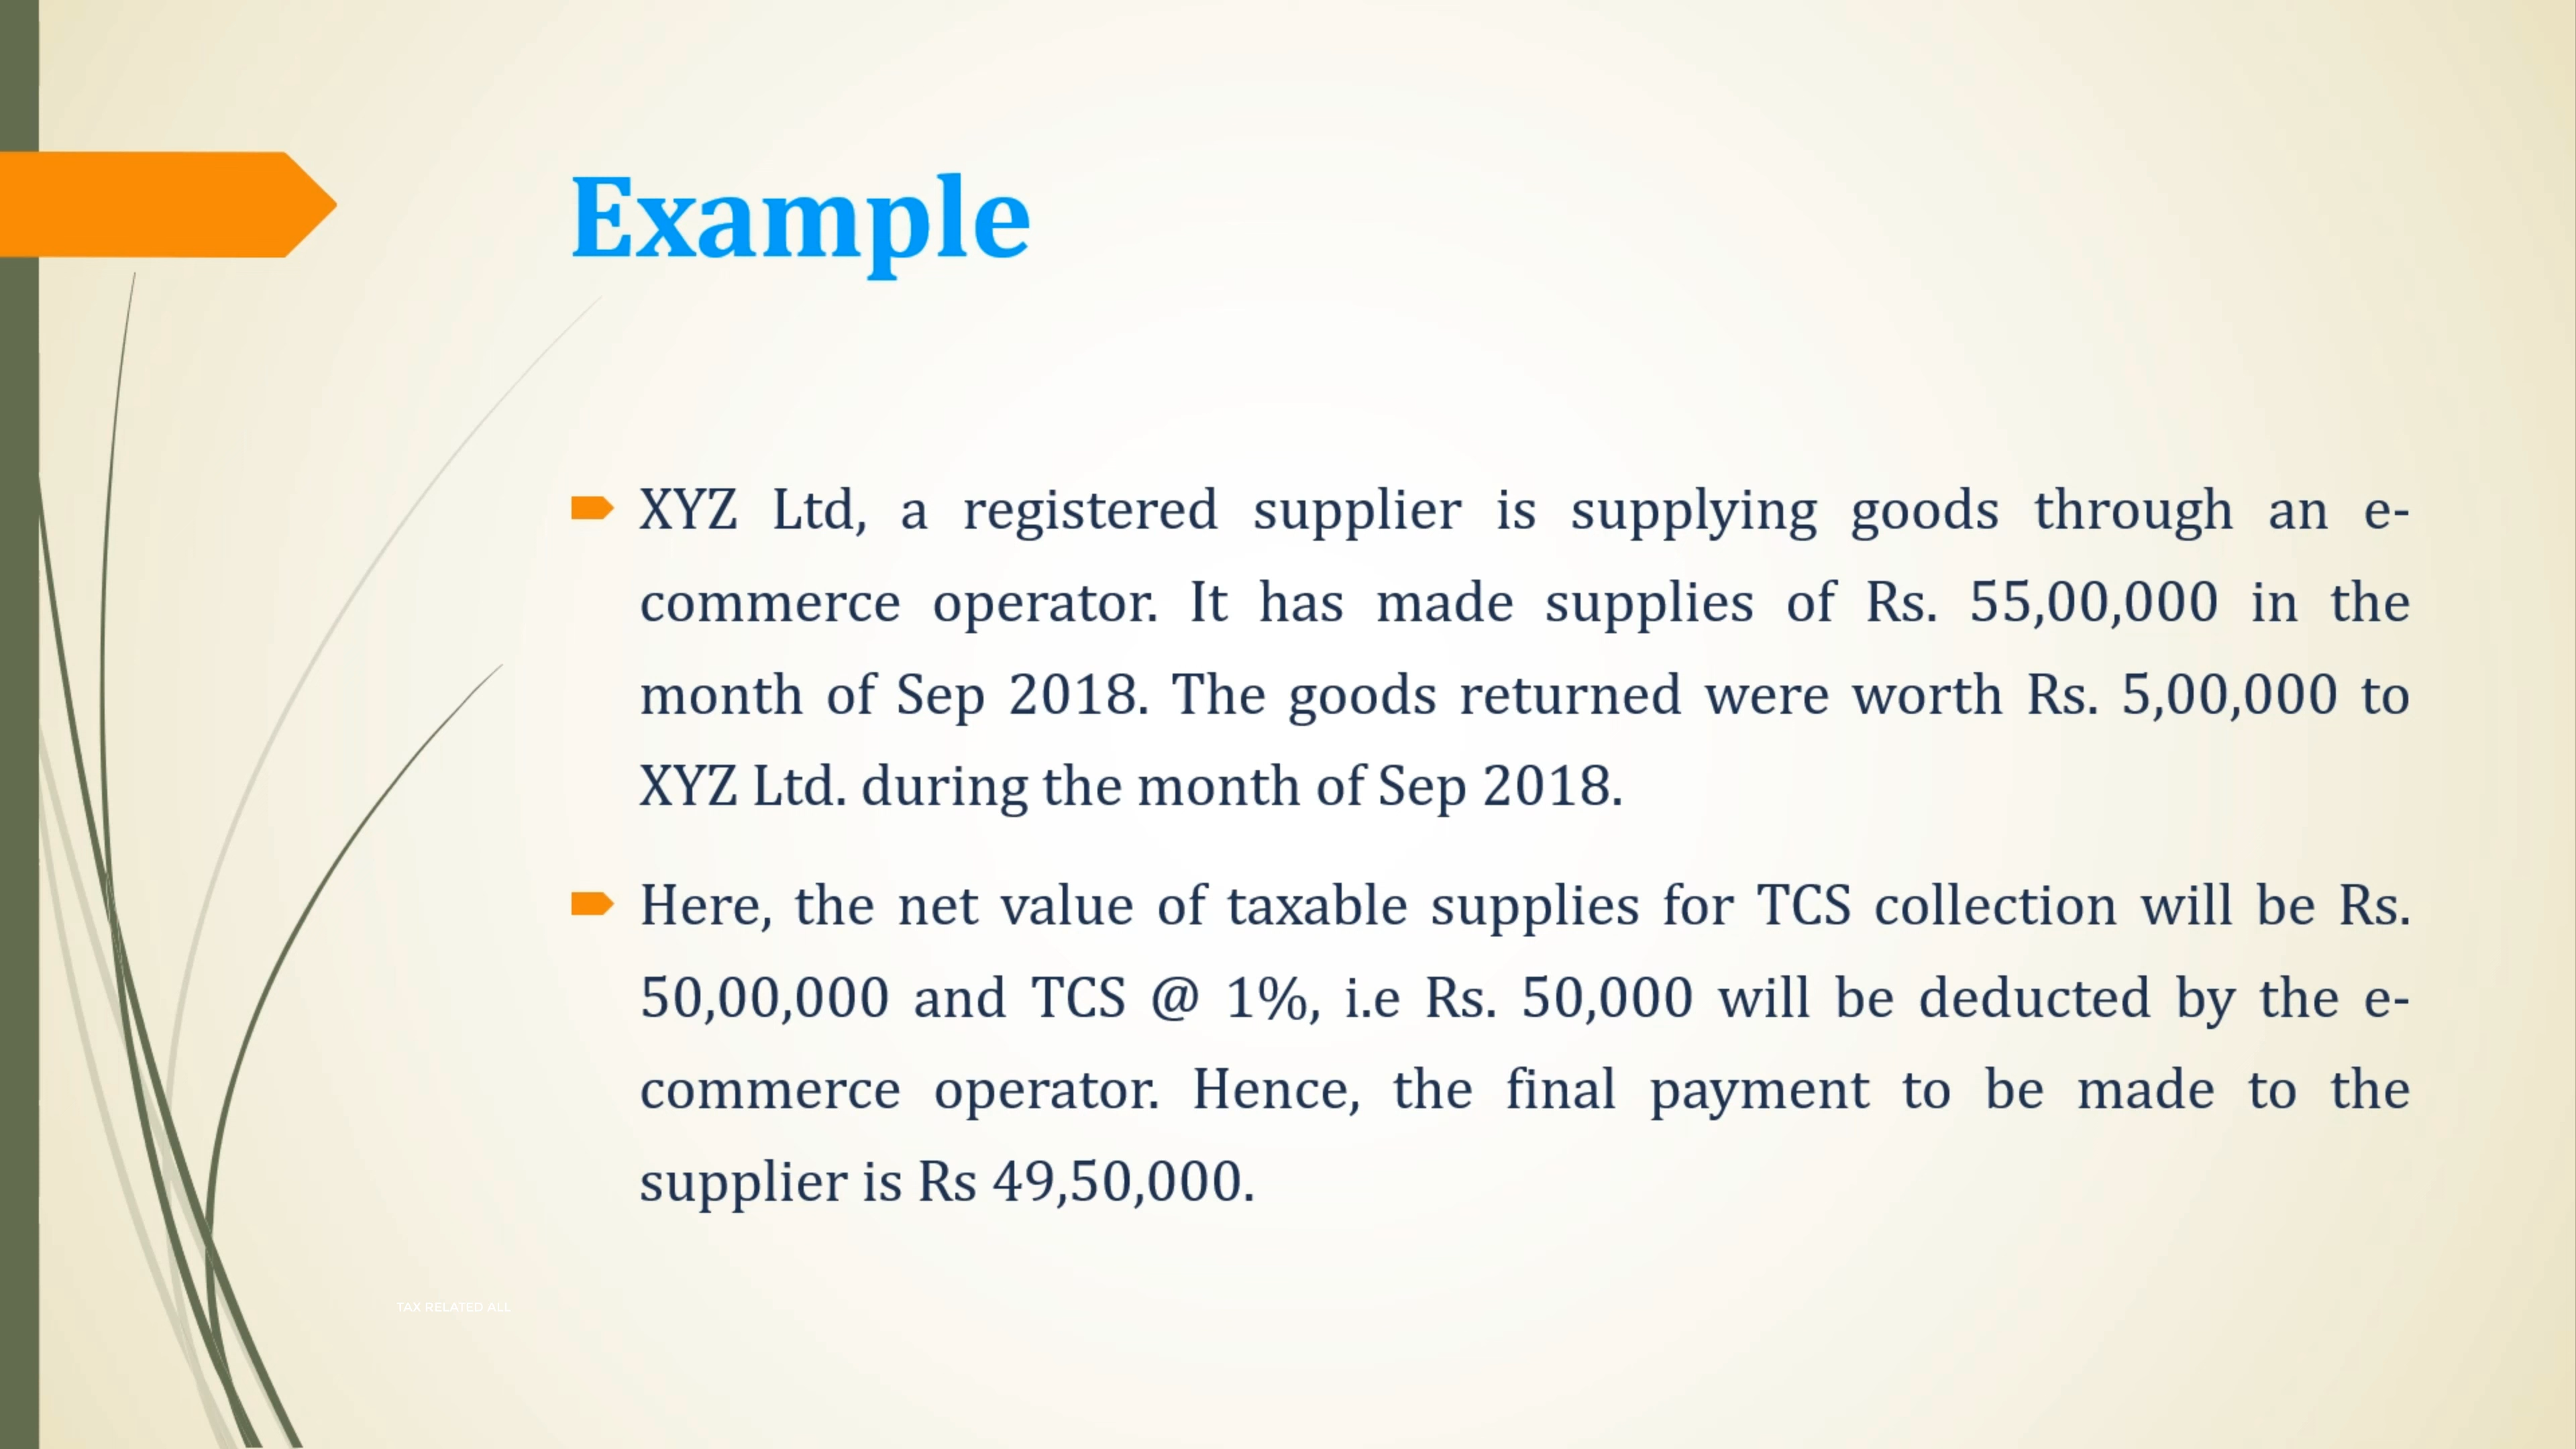 Example
XYZ Ltd, a registered supplier is supplying goods through an e-
commerce operator. It has made supplies of Rs. 55,00,000 in the
month of Sep 2018. The goods returned were worth Rs. 5,00,000 to
XYZ Ltd. during the month of Sep 2018.
Here, the net value of taxable supplies for TCS collection will be Rs.
50,00,000 and TCS @ 1%, i.e Rs. 50,000 will be deducted by the e-
commerce operator. Hence, the final payment to be made to the
supplier is Rs 49,50,000.
TAX RELATED ALL